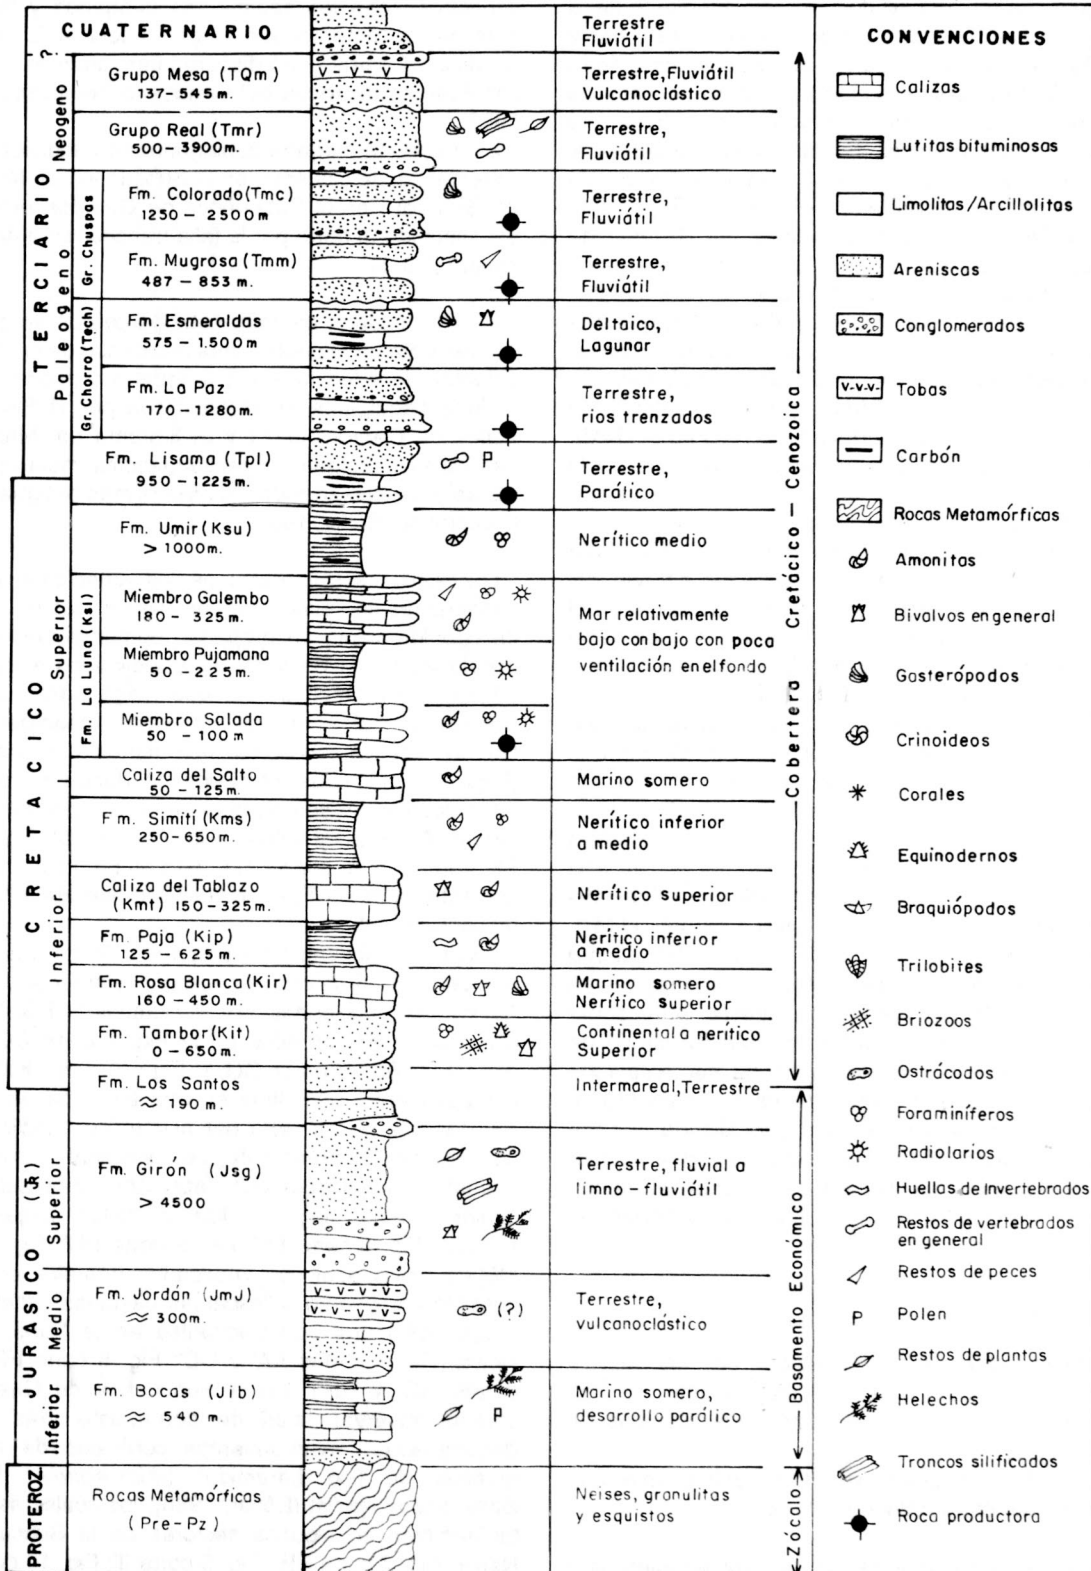 CUATERNARIO
Terrestre
Fluviátil
?
TERCIARIO
Neogeno
Grupo Mesa (TQm)
137-545 m.
V - V - V
Terrestre, Fluviátil
Vulcanoclástico
Grupo Real (Tmr)
500-3900m.
Terrestre,
Fluviátil
Paleogeno
Gr. Chuspas
Fm. Colorado (Tmc)
1250 - 2500 m
Terrestre,
Fluviátil
Fm. Mugrosa (Tmm)
487 - 853 m.
Terrestre,
Fluviátil
Gr. Chorro (Tech)
Fm. Esmeraldas
575 - 1.500 m
Deltaico,
Lagunar
Fm. La Paz
170 - 1280m.
Terrestre,
rios trenzados
Fm. Lisama (Tpl)
950 - 1225m.
P
Terrestre,
Parálico
CRETACICO
Superior
Fm. Umir (Ksu)
> 1000m.
Nerítico medio
Fm. La Luna (Ksl)
Miembro Galembo
180 - 325m.
Mar relativamente
bajo con bajo con poca
ventilación en el fondo
Miembro Pujamana
50 - 225m.
Miembro Salada
50 - 100 m
Caliza del Salto
50 - 125m.
Marino somero
Inferior
Fm. Simití (Kms)
250-650m.
Nerítico inferior
a medio
Caliza del Tablazo
(Kmt) 150-325m.
Nerítico superior
Fm. Paja (Kip)
125 - 625m.
Nerítico inferior
a medio
Fm. Rosa Blanca (Kir)
160 - 450m.
Marino somero
Nerítico superior
Fm. Tambor (Kit)
0 - 650m.
Continental a nerítico
Superior
Fm. Los Santos
≈ 190 m.
Intermareal, Terrestre
JURASICO (JR)
Superior
Fm. Girón (Jsg)
> 4500
Terrestre, fluvial a
limno - fluviátil
Medio
Fm. Jordán (JmJ)
≈ 300m.
V - V - V - V -
V - V - V - V
(?)
Terrestre,
vulcanoclástico
Inferior
Fm. Bocas (Jib)
≈ 540 m.
P
Marino somero,
desarrollo parálico
PROTEROZ.
Rocas Metamórficas
(Pre-Pz)
Neises, granulitas
y esquistos
Cobertera Cretácico - Cenozoica
Basamento Económico
Zócalo
CONVENCIONES
Calizas
Lutitas bituminosas
Limolitas / Arcillolitas
Areniscas
Conglomerados
V-V-V-
Tobas
Carbón
Rocas Metamórficas
Amonitas
Bivalvos en general
Gasterópodos
Crinoideos
Corales
Equinodernos
Braquiópodos
Trilobites
Briozoos
Ostrácodos
Foraminíferos
Radiolarios
Huellas de Invertebrados
Restos de vertebrados
en general
Restos de peces
P
Polen
Restos de plantas
Helechos
Troncos silificados
Roca productora